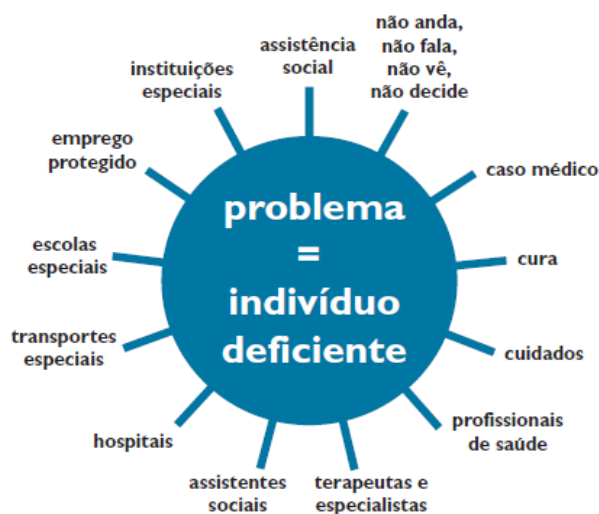 problema
=
indivíduo
deficiente
assistência
social
não anda,
não fala,
não vê,
não decide
caso médico
cura
cuidados
profissionais
de saúde
terapeutas e
especialistas
assistentes
sociais
hospitais
transportes
especiais
escolas
especiais
emprego
protegido
instituições
especiais